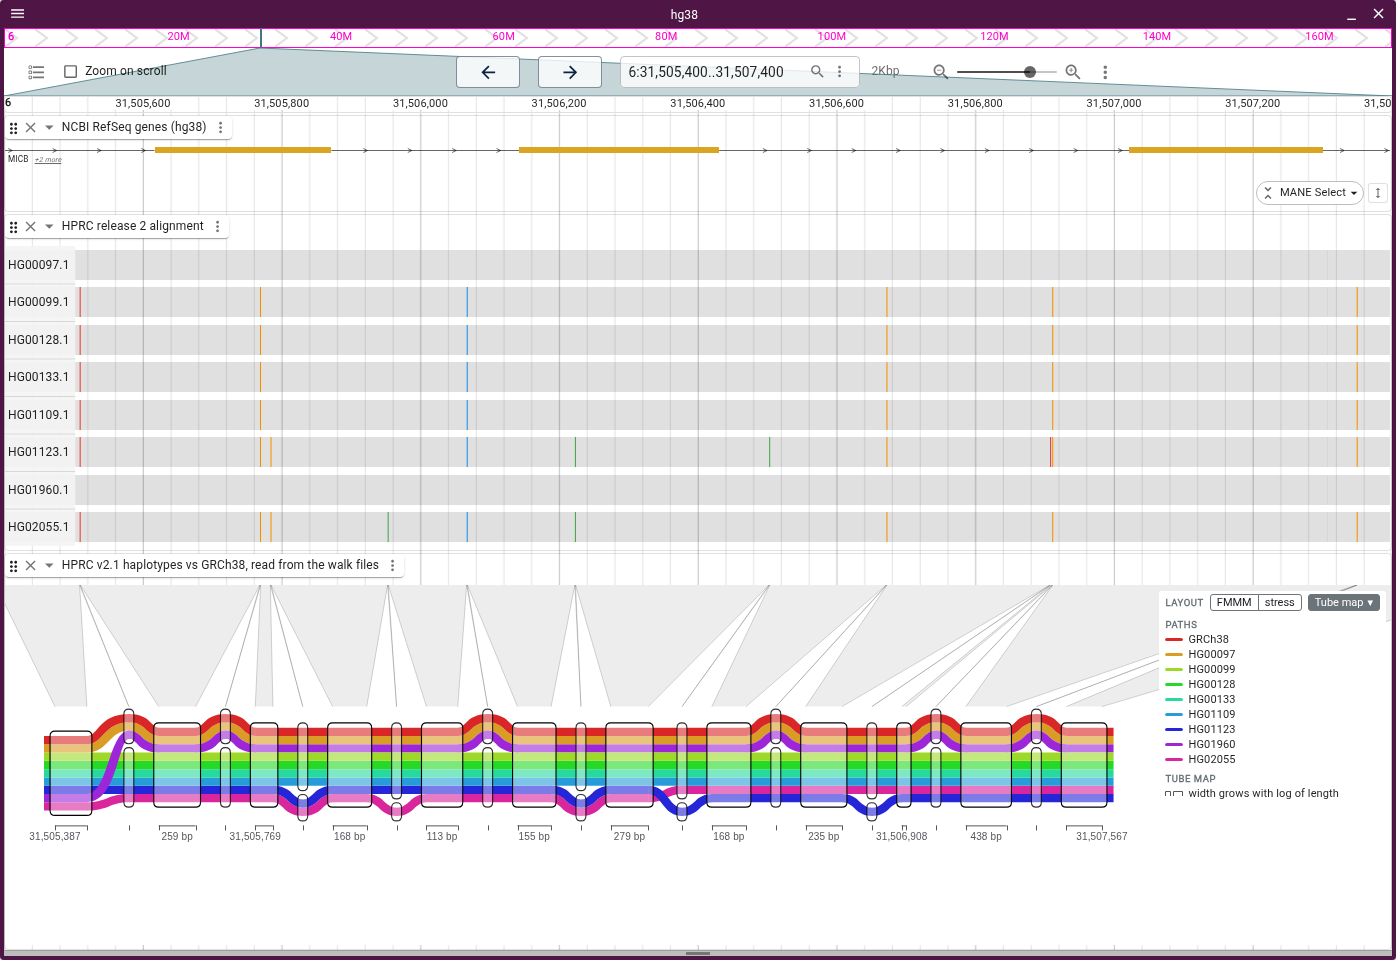 hg38
6 20M 40M 60M 80M 100M 120M 140M 160M
Zoom on scroll 6:31,505,400..31,507,400 2Kbp
6 31,505,600 31,505,800 31,506,000 31,506,200 31,506,400 31,506,600 31,506,800 31,507,000 31,507,200 31,50
NCBI RefSeq genes (hg38)
MICB +2 more
MANE Select
HPRC release 2 alignment
HG00097.1
HG00099.1
HG00128.1
HG00133.1
HG01109.1
HG01123.1
HG01960.1
HG02055.1
HPRC v2.1 haplotypes vs GRCh38, read from the walk files
LAYOUT FMMM stress Tube map ▾
PATHS
GRCh38
HG00097
HG00099
HG00128
HG00133
HG01109
HG01123
HG01960
HG02055
TUBE MAP
width grows with log of length
31,505,387 259 bp 31,505,769 168 bp 113 bp 155 bp 279 bp 168 bp 235 bp 31,506,908 438 bp 31,507,567